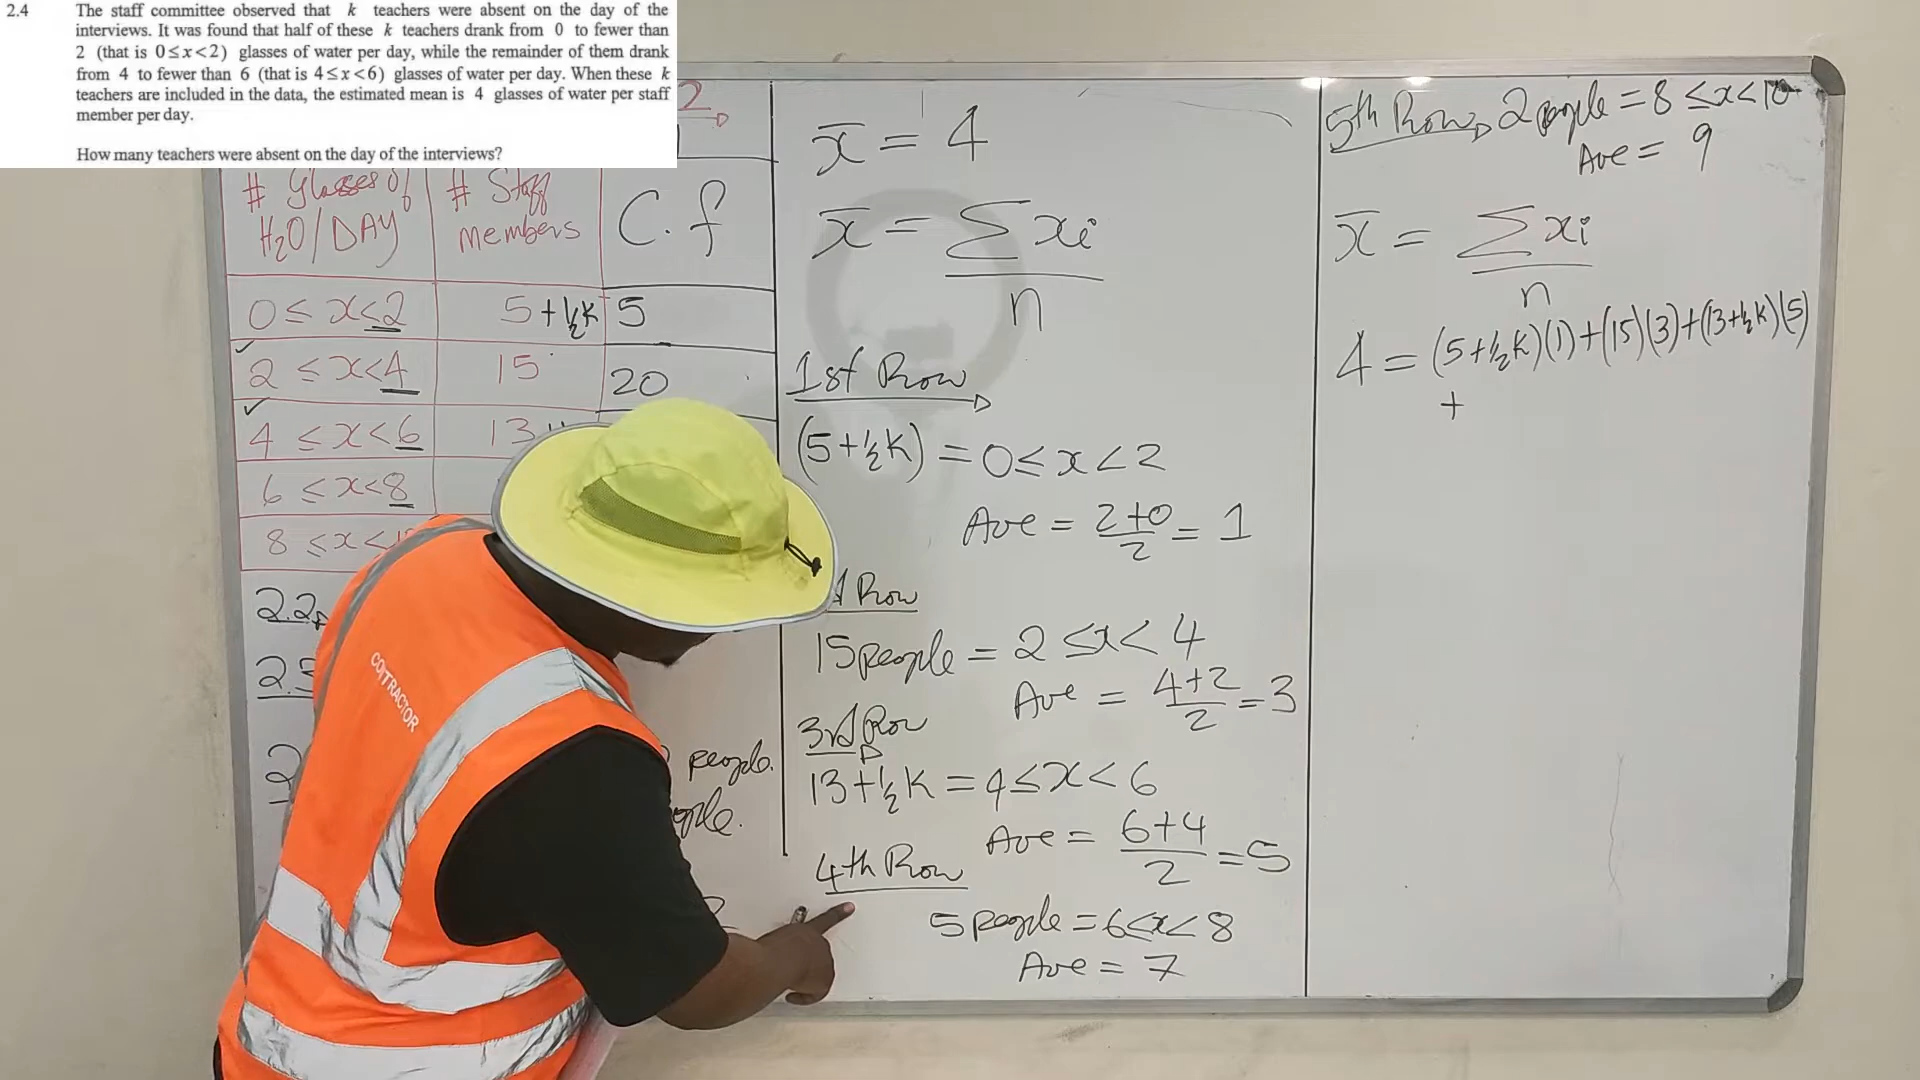 2.4 The staff committee observed that k teachers were absent on the day of the
interviews. It was found that half of these k teachers drank from 0 to fewer than
2 (that is 0≤x<2) glasses of water per day, while the remainder of them drank
from 4 to fewer than 6 (that is 4≤x<6) glasses of water per day. When these k
teachers are included in the data, the estimated mean is 4 glasses of water per staff
member per day.
How many teachers were absent on the day of the interviews?
2
# Glasses of H₂O/DAY
# Staff members
C.f
0 ≤ x < 2
5 + ½k
5
2 ≤ x < 4
15
20
4 ≤ x < 6
13
6 ≤ x < 8
8 ≤ x <
2.2
people.
x̄ = 4
x̄ = Σxi / n
1st Row
(5+½k) = 0 ≤ x < 2
Ave = 2+0 / 2 = 1
Row
15 people = 2 ≤ x < 4
Ave = 4+2 / 2 = 3
3rd Row
13+½k = 4 ≤ x < 6
Ave = 6+4 / 2 = 5
4th Row
5 people = 6 < x < 8
Ave = 7
5th Row 2 people = 8 ≤ x < 10
Ave = 9
x̄ = Σxi / n
4 = (5+½k)(1)+(15)(3)+(13+½k)(5)
+
CONTRACTOR